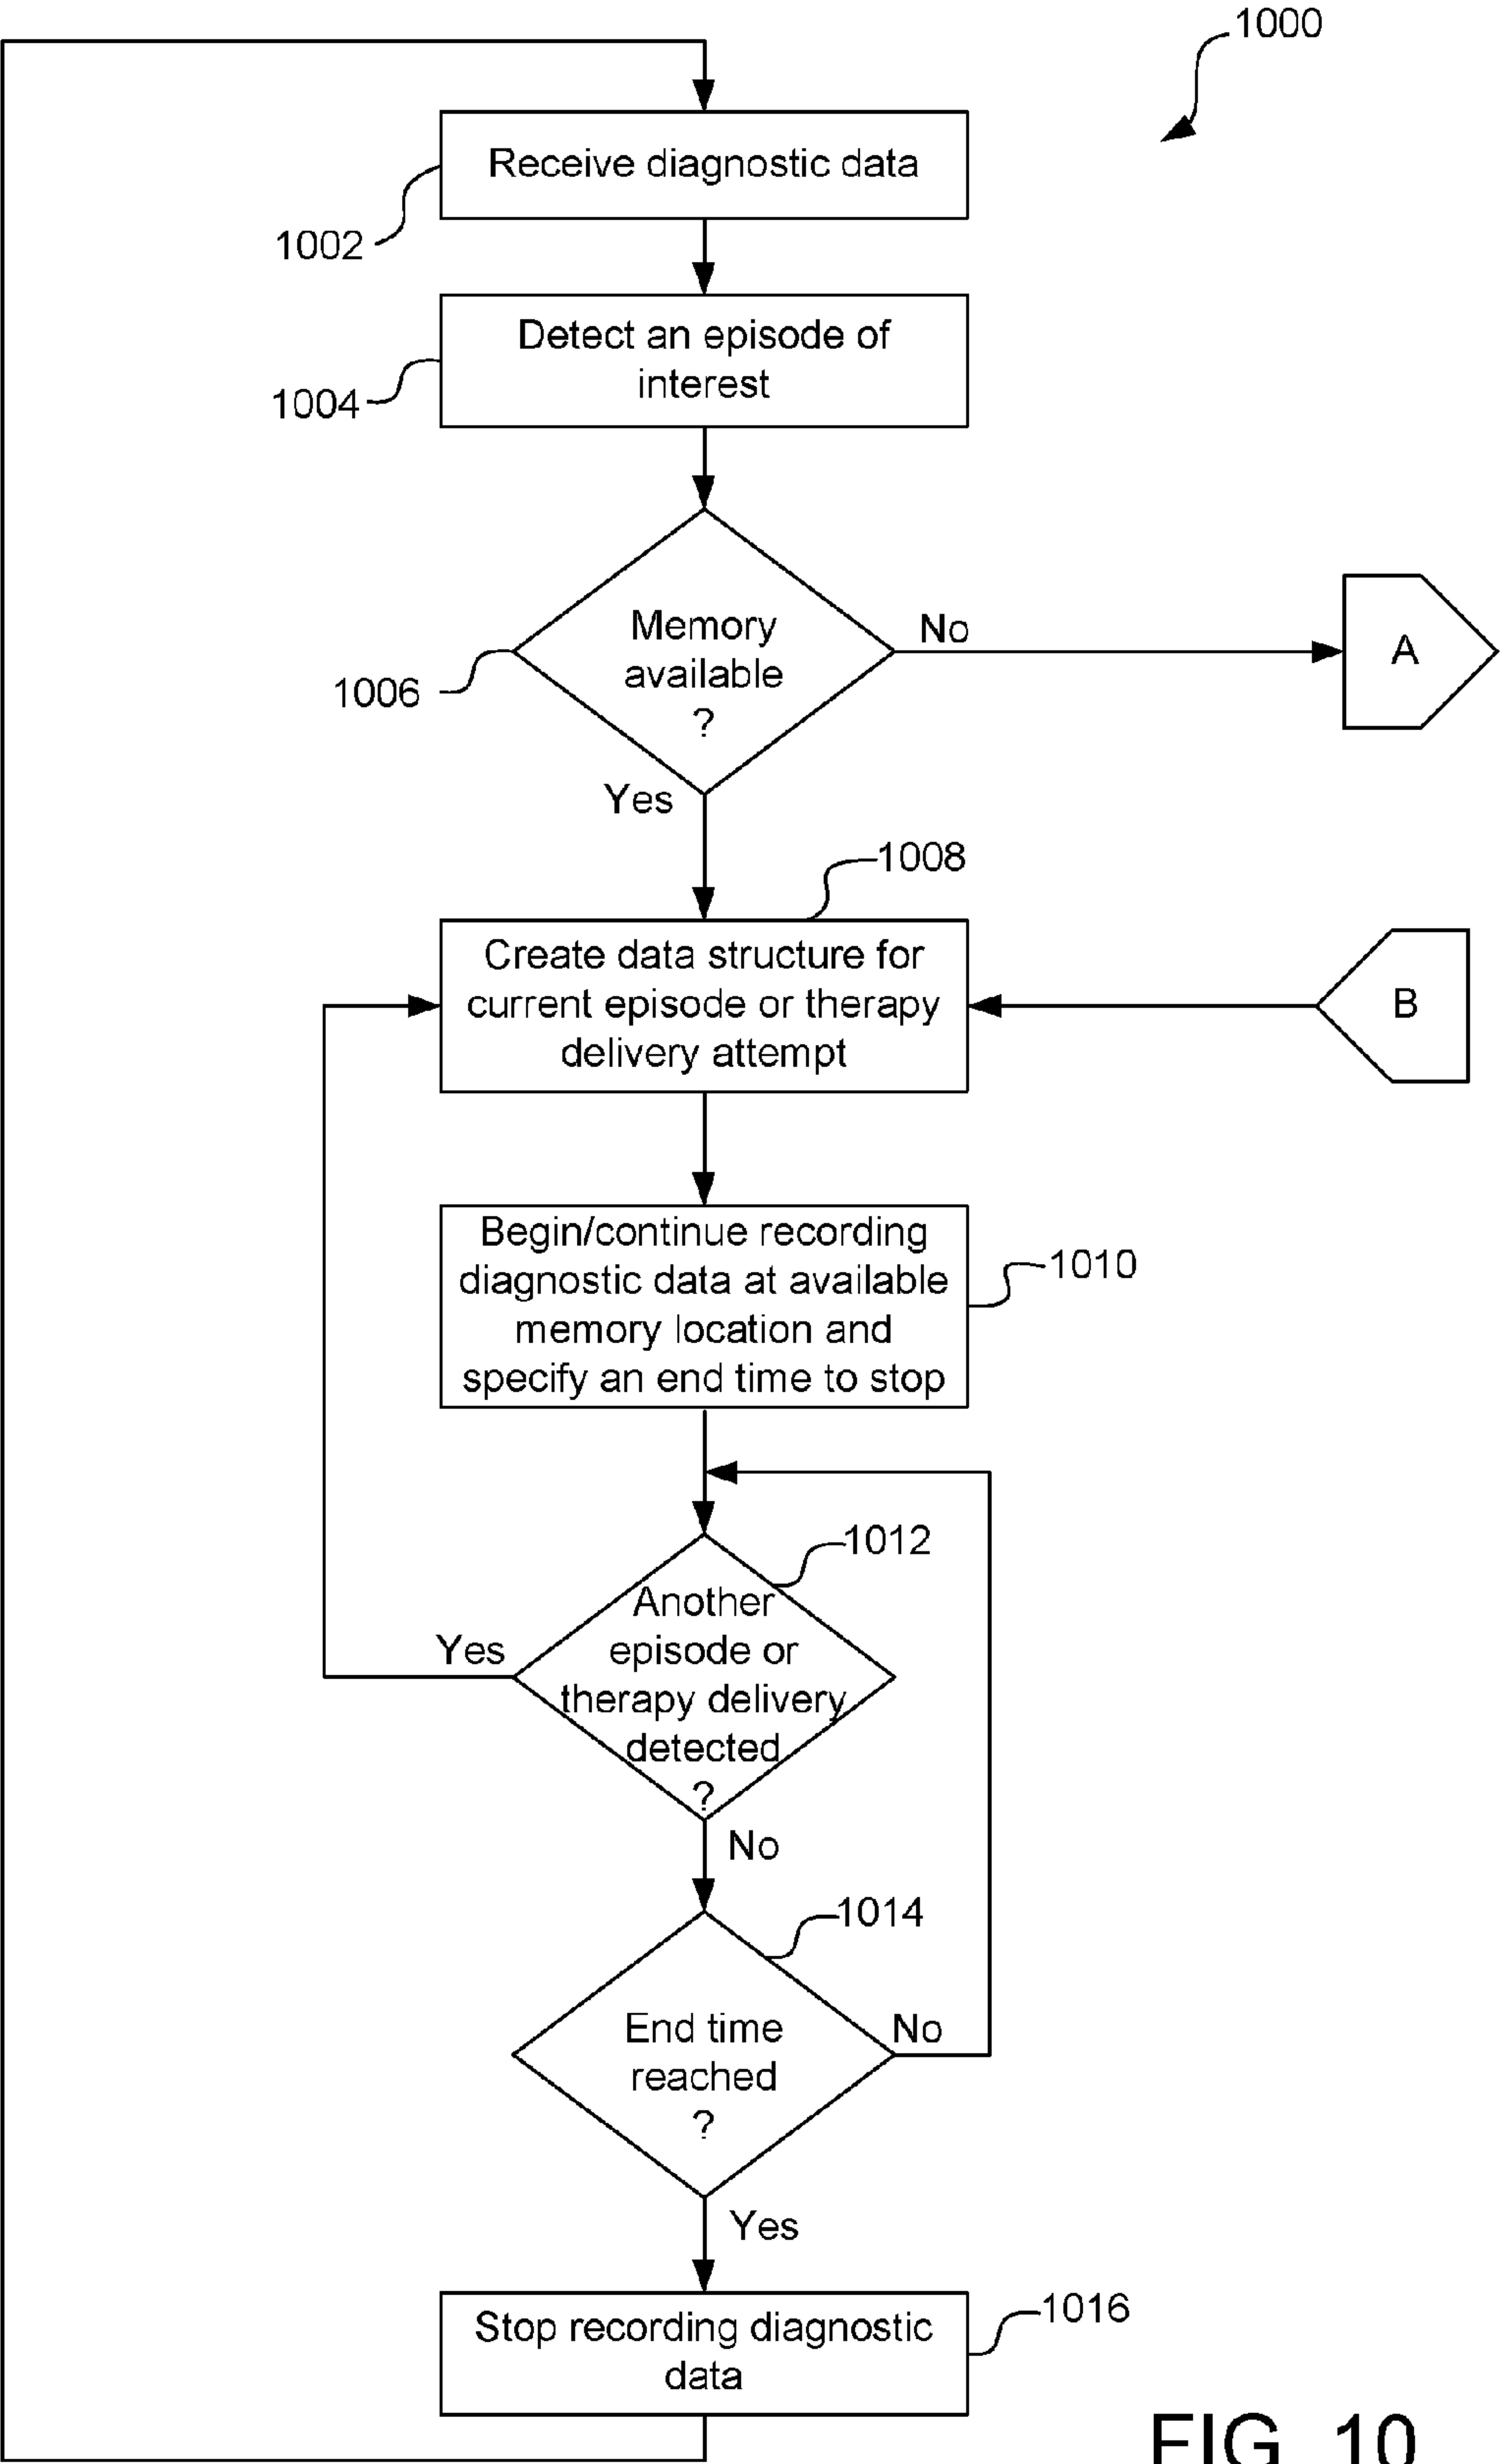 1000
Receive diagnostic data
1002
Detect an episode of
interest
1004
Memory
available
?
No
A
1006
Yes
1008
Create data structure for
current episode or therapy
delivery attempt
B
Begin/continue recording
diagnostic data at available
memory location and
specify an end time to stop
1010
1012
Another
episode or
therapy delivery
detected
?
Yes
No
1014
End time
reached
?
No
Yes
Stop recording diagnostic
data
1016
FIG. 10